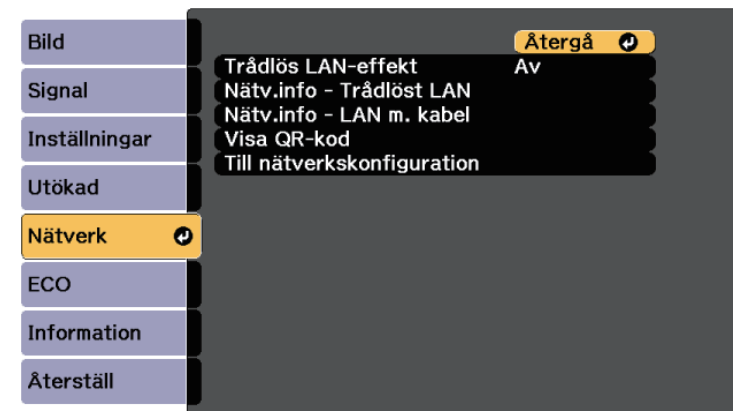 Bild
Signal
Inställningar
Utökad
Nätverk
ECO
Information
Återställ
Återgå
Trådlös LAN-effekt Av
Nätv.info - Trådlöst LAN
Nätv.info - LAN m. kabel
Visa QR-kod
Till nätverkskonfiguration